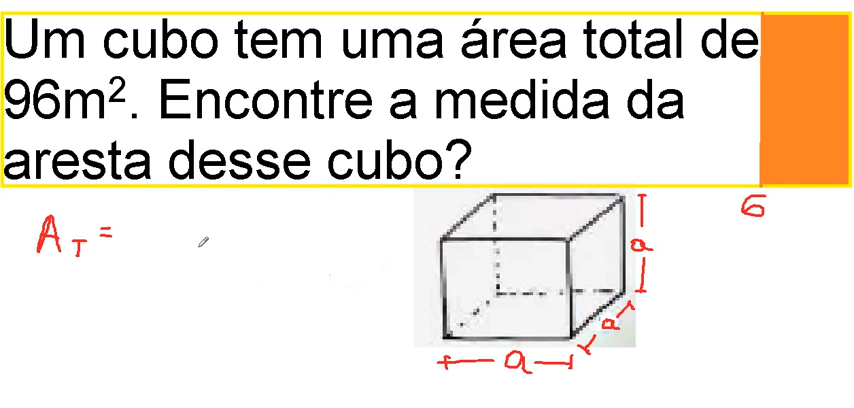 Um cubo tem uma área total de
96m². Encontre a medida da
aresta desse cubo?
6
A_T =
a
a
a